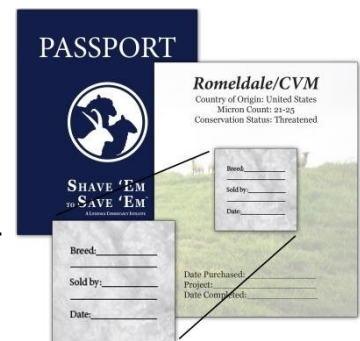 PASSPORT
SHAVE ‘EM
TO SAVE ‘EM
A LIVESTOCK CONSERVANCY INITIATIVE
Romeldale/CVM
Country of Origin: United States
Micron Count: 21-25
Conservation Status: Threatened
Breed:
Sold by:
Date:
Date Purchased:
Project:
Date Completed:
Breed:
Sold by:
Date: